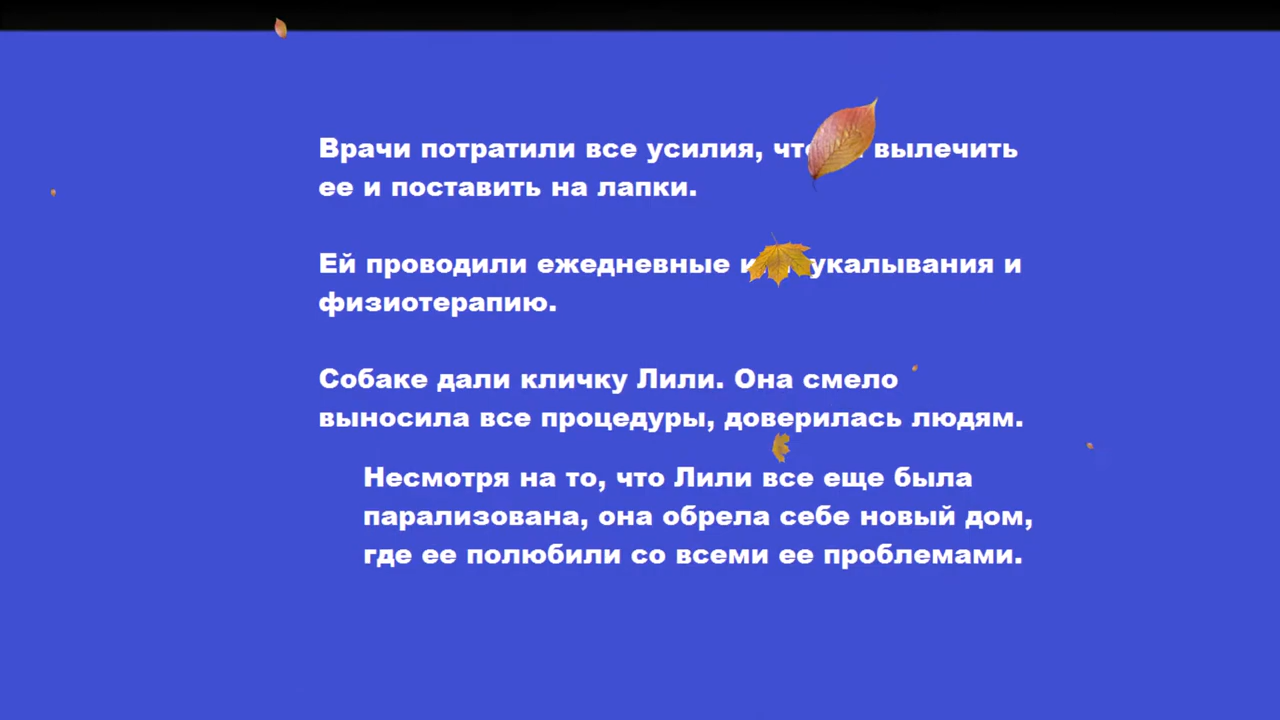 Врачи потратили все усилия, вылечить
ее и поставить на лапки.
Ей проводили ежедневные и
физиотерапию.
Собаке дали кличку Лили. Она смело
выносила все процедуры, доверилась людям.
Несмотря на то, что Лили все еще была
парализована, она обрела себе новый дом,
где ее полюбили со всеми ее проблемами.